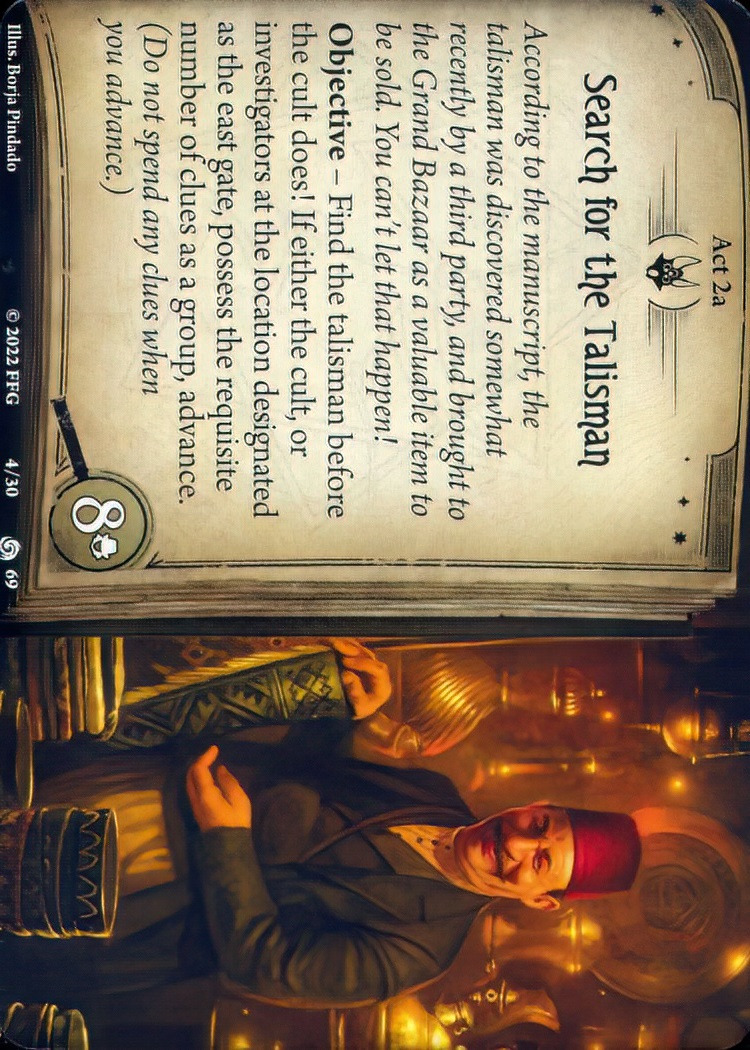 Act 2a
Search for the Talisman
According to the manuscript, the
talisman was discovered somewhat
recently by a third party, and brought to
the Grand Bazaar as a valuable item to
be sold. You can't let that happen!
Objective – Find the talisman before
the cult does! If either the cult, or
investigators at the location designated
as the east gate, possess the requisite
number of clues as a group, advance.
(Do not spend any clues when
you advance.)
8
Illus. Borja Pindado © 2022 FFG 4/30 69